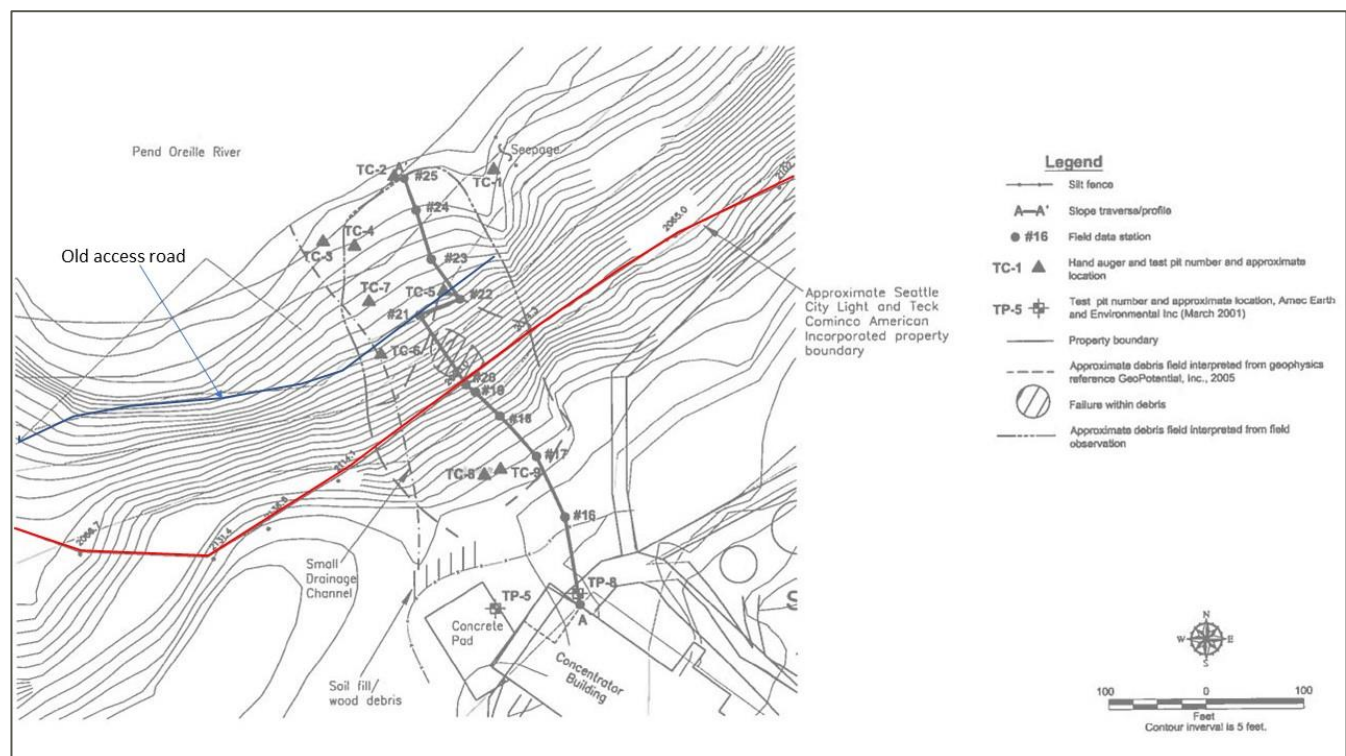 Pend Oreille River
Seepage
TC-2
A'
#25
TC-1
#24
TC-4
TC-3
Old access road
#23
TC-7
TC-5
#22
#21
TC-6
#20
#19
#18
#17
TC-8
TC-9
#16
2065.0
2114.1
2131.4
Approximate Seattle
City Light and Teck
Cominco American
Incorporated property
boundary
Small
Drainage
Channel
TP-5
TP-8
A
Concrete
Pad
Concentrator
Building
Soil fill/
wood debris
S
Legend
Silt fence
A—A' Slope traverse/profile
#16 Field data station
TC-1 Hand auger and test pit number and approximate
location
TP-5 Test pit number and approximate location, Amec Earth
and Environmental Inc (March 2001)
Property boundary
Approximate debris field interpreted from geophysics
reference GeoPotential, Inc., 2005
Failure within debris
Approximate debris field interpreted from field
observation
N
W E
S
100 0 100
Feet
Contour interval is 5 feet.